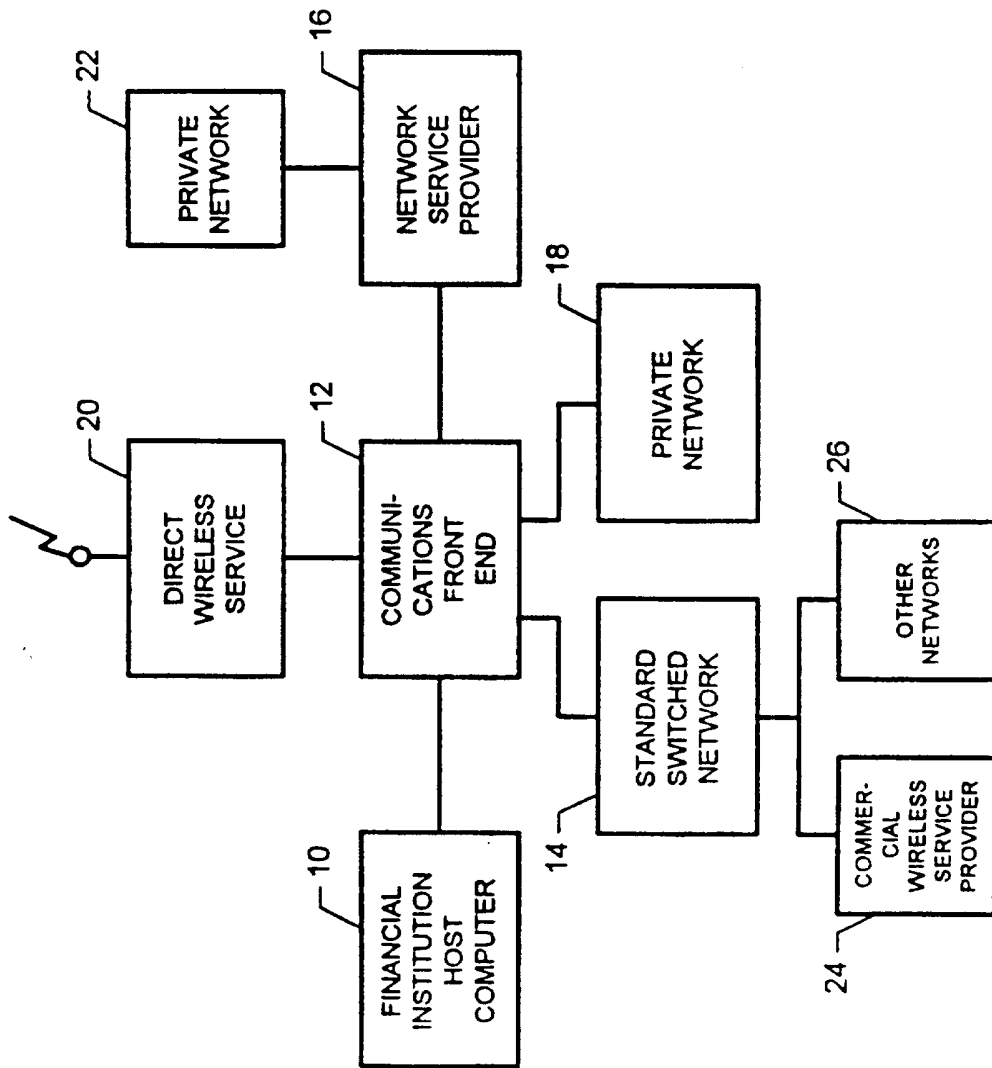 22
PRIVATE
NETWORK
16
NETWORK
SERVICE
PROVIDER
20
DIRECT
WIRELESS
SERVICE
12
COMMUNI-
CATIONS
FRONT
END
18
PRIVATE
NETWORK
10
FINANCIAL
INSTITUTION
HOST
COMPUTER
14
STANDARD
SWITCHED
NETWORK
26
OTHER
NETWORKS
24
COMMER-
CIAL
WIRELESS
SERVICE
PROVIDER